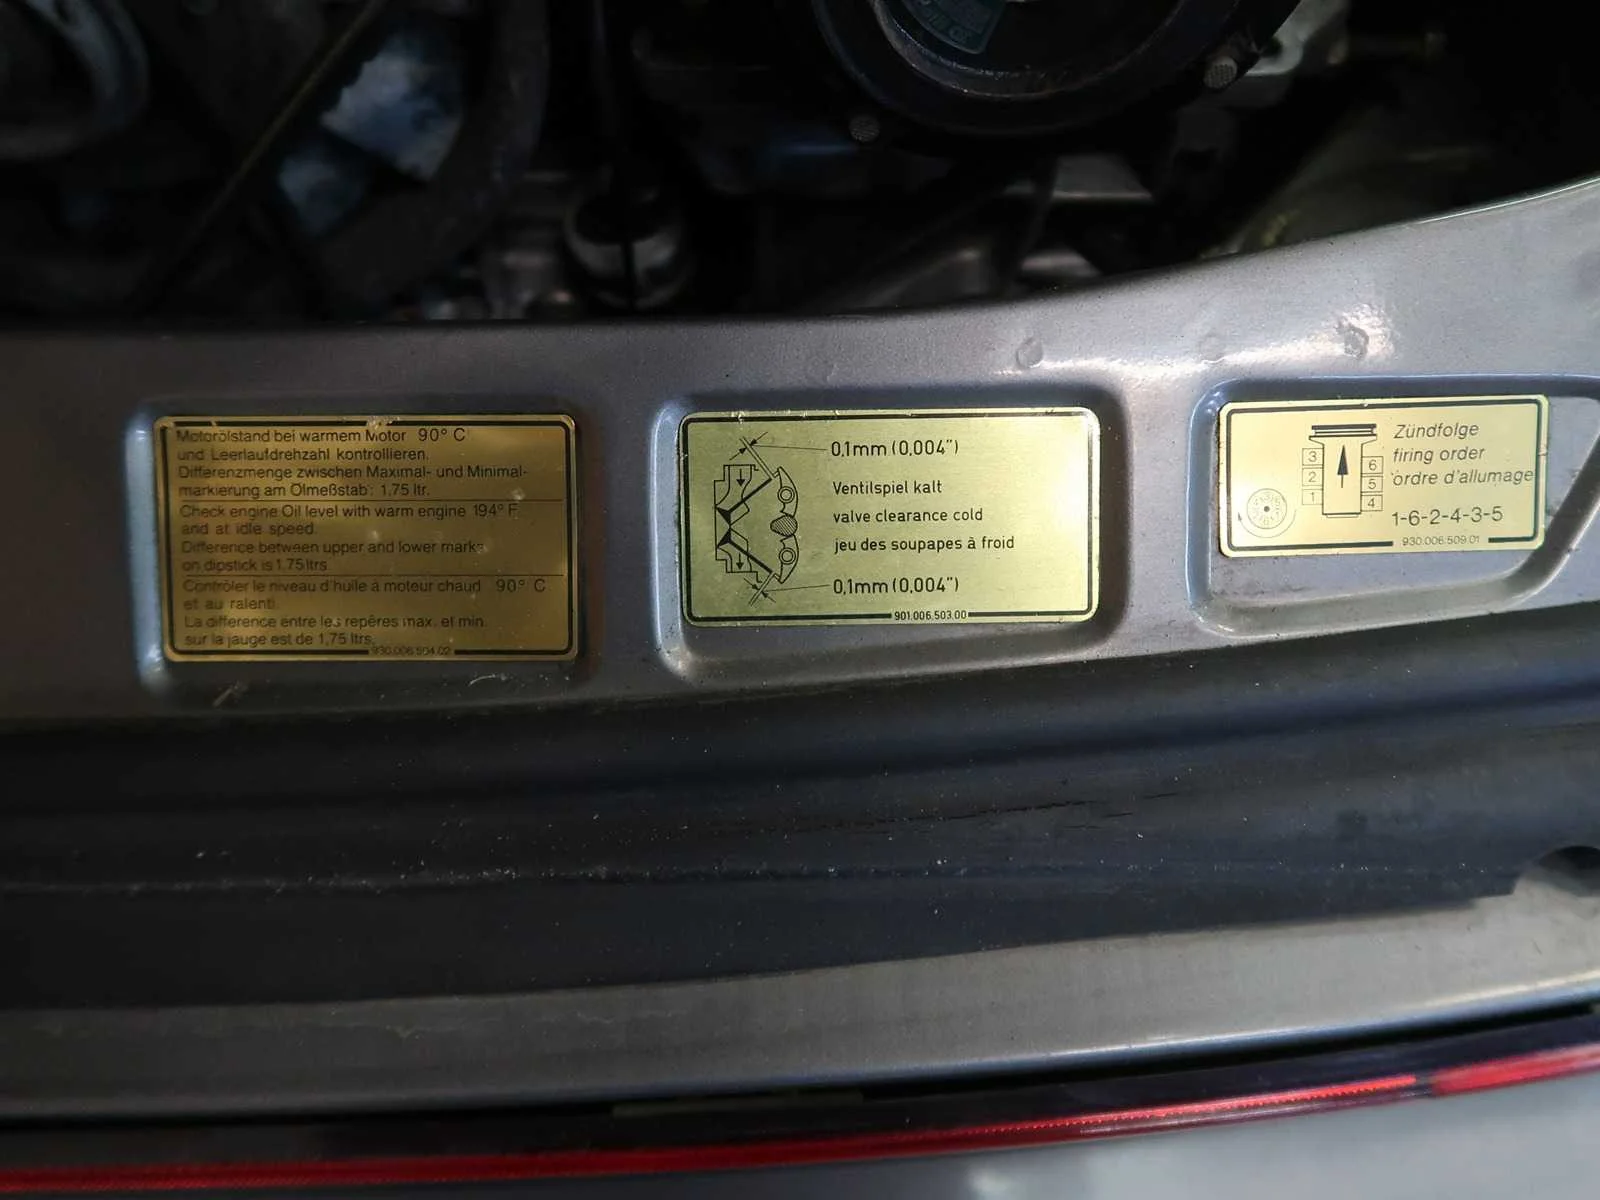 Motorölstand bei warmem Motor 90° C
und Leerlaufdrehzahl kontrollieren.
Differenzmenge zwischen Maximal- und Minimal-
markierung am Ölmeßstab: 1,75 ltr.
Check engine Oil level with warm engine 194° F
and at idle speed.
Difference between upper and lower marks
on dipstick is 1.75 ltrs
Contrôler le niveau d'huile à moteur chaud 90° C
et au ralenti.
La différence entre les repères max. et min.
sur la jauge est de 1,75 ltrs.
930.006.504.02
0,1mm (0,004")
Ventilspiel kalt
valve clearance cold
jeu des soupapes à froid
0,1mm (0,004")
901.006.503.00
Zündfolge
firing order
ordre d'allumage
3 6
2 5
1 4
1-6-2-4-3-5
930.006.509.01